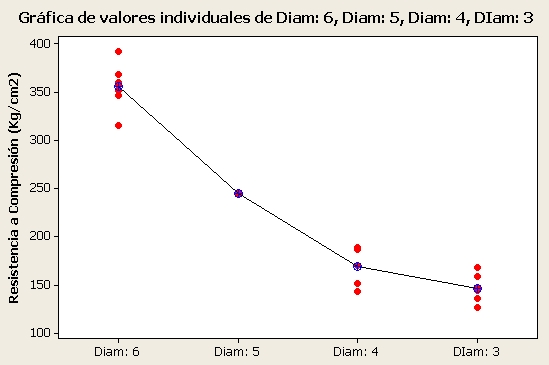 Gráfica de valores individuales de Diam: 6, Diam: 5, Diam: 4, DIam: 3
Resistencia a Compresión (Kg/cm2)
400
350
300
250
200
150
100
Diam: 6 Diam: 5 Diam: 4 DIam: 3